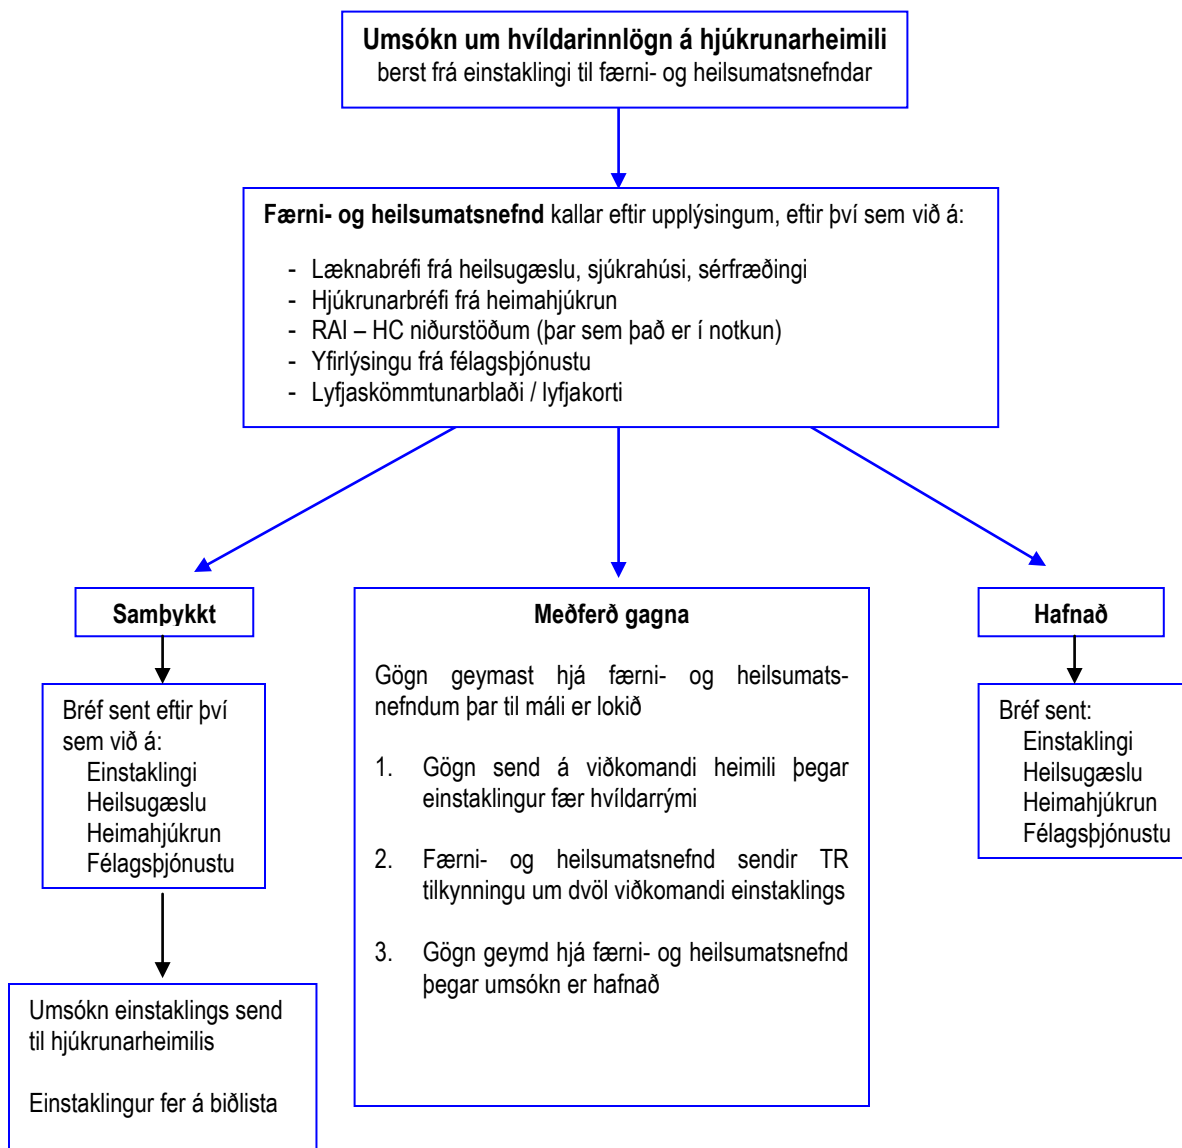 Umsókn um hvíldarinnlögn á hjúkrunarheimili
berst frá einstaklingi til færni- og heilsumatsnefndar
Færni- og heilsumatsnefnd kallar eftir upplýsingum, eftir því sem við á:
- Læknabréfi frá heilsugæslu, sjúkrahúsi, sérfræðingi
- Hjúkrunarbréfi frá heimahjúkrun
- RAI – HC niðurstöðum (þar sem það er í notkun)
- Yfirlýsingu frá félagsþjónustu
- Lyfjaskömmtunarblaði / lyfjakorti
Samþykkt
Bréf sent eftir því
sem við á:
Einstaklingi
Heilsugæslu
Heimahjúkrun
Félagsþjónustu
Umsókn einstaklings send
til hjúkrunarheimilis
Einstaklingur fer á biðlista
Meðferð gagna
Gögn geymast hjá færni- og heilsumats-
nefndum þar til máli er lokið
1. Gögn send á viðkomandi heimili þegar
einstaklingur fær hvíldarrými
2. Færni- og heilsumatsnefnd sendir TR
tilkynningu um dvöl viðkomandi einstaklings
3. Gögn geymd hjá færni- og heilsumatsnefnd
þegar umsókn er hafnað
Hafnað
Bréf sent:
Einstaklingi
Heilsugæslu
Heimahjúkrun
Félagsþjónustu